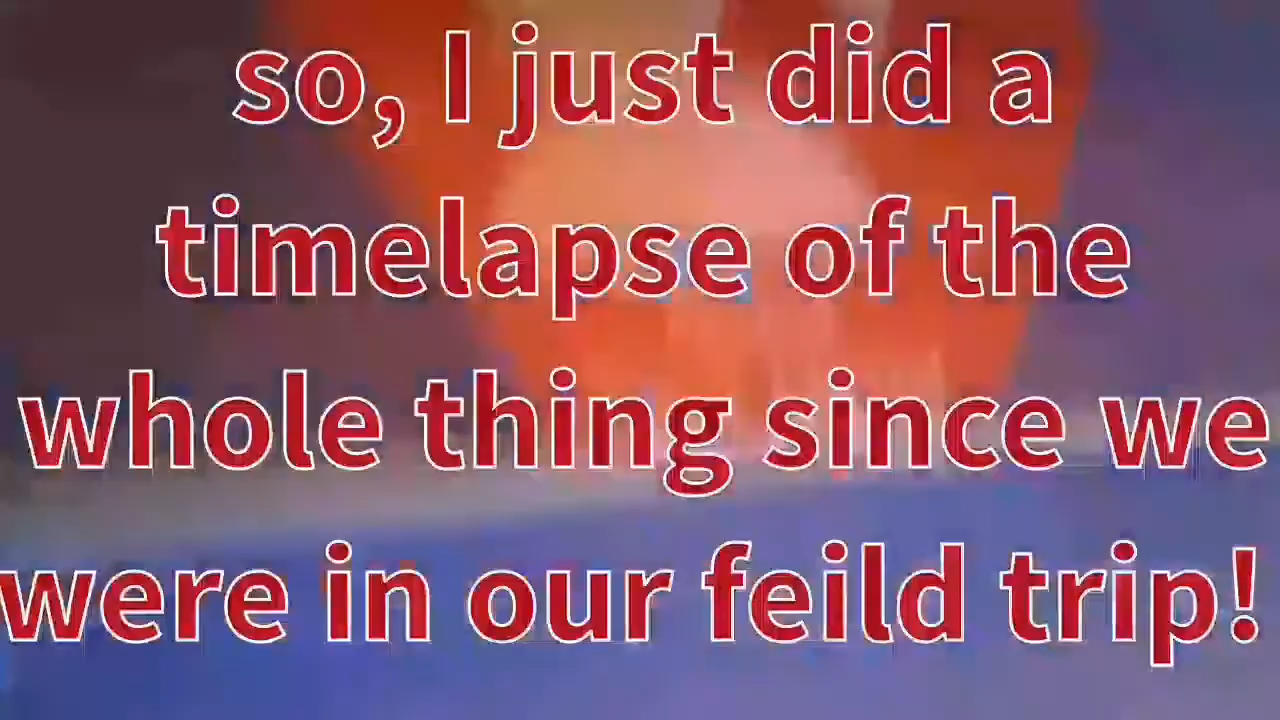 so, I just did a
timelapse of the
whole thing since we
were in our feild trip!